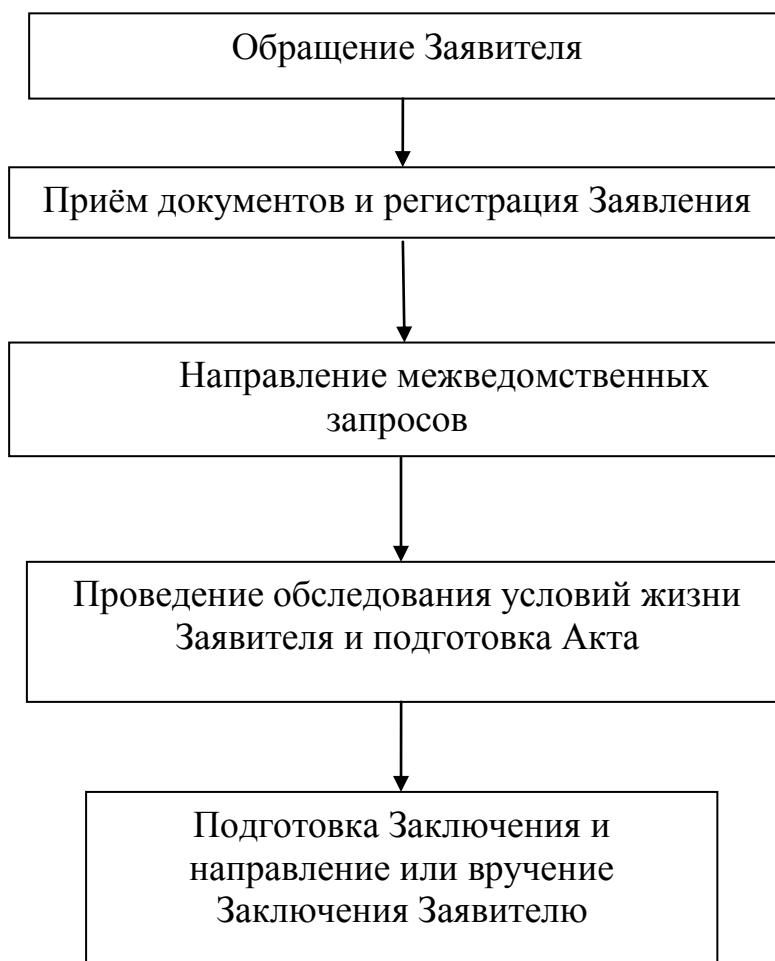 Обращение Заявителя
Приём документов и регистрация Заявления
Направление межведомственных
запросов
Проведение обследования условий жизни
Заявителя и подготовка Акта
Подготовка Заключения и
направление или вручение
Заключения Заявителю